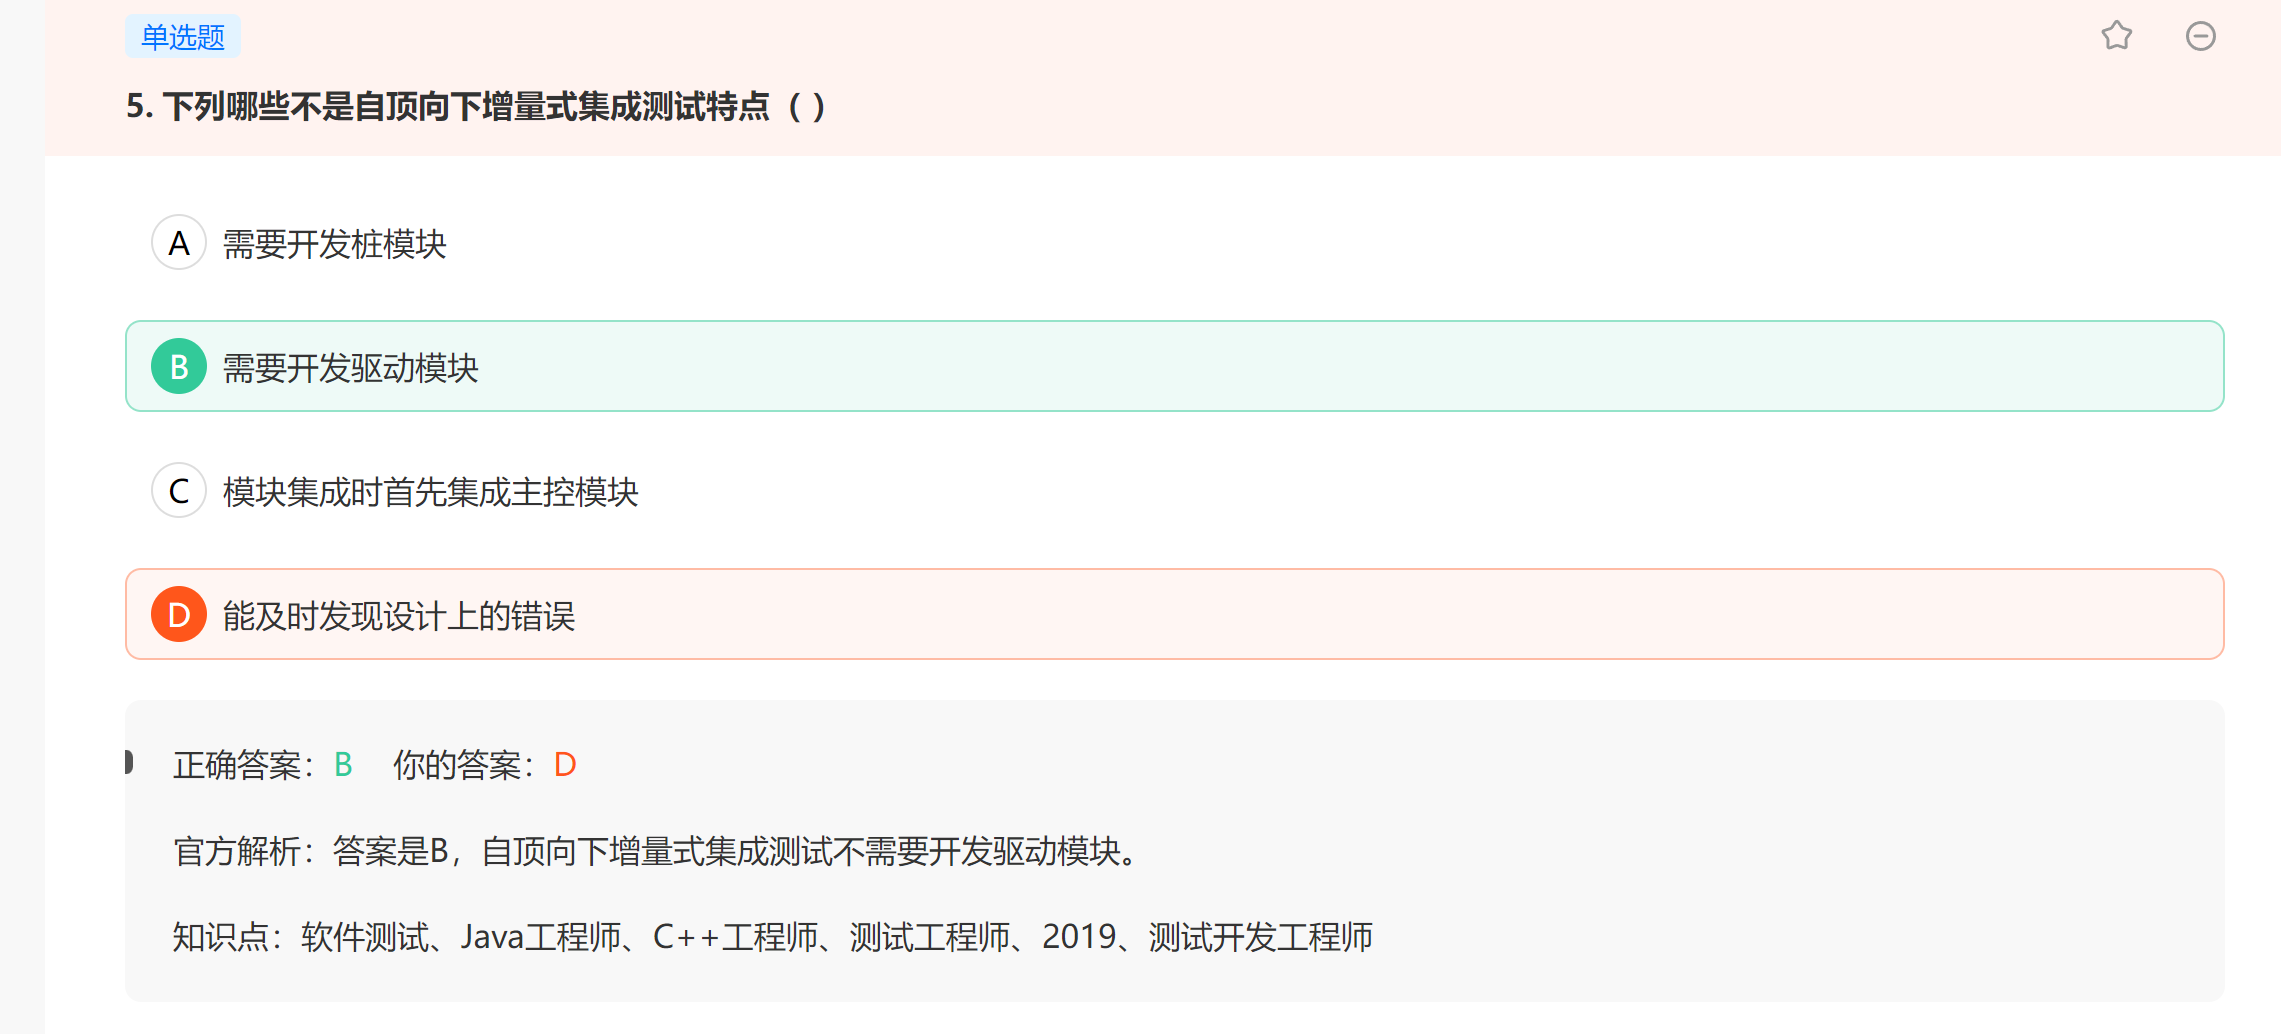 单选题
5. 下列哪些不是自顶向下增量式集成测试特点（ ）
A 需要开发桩模块
B 需要开发驱动模块
C 模块集成时首先集成主控模块
D 能及时发现设计上的错误
正确答案：B 你的答案：D
官方解析：答案是B，自顶向下增量式集成测试不需要开发驱动模块。
知识点：软件测试、Java工程师、C++工程师、测试工程师、2019、测试开发工程师